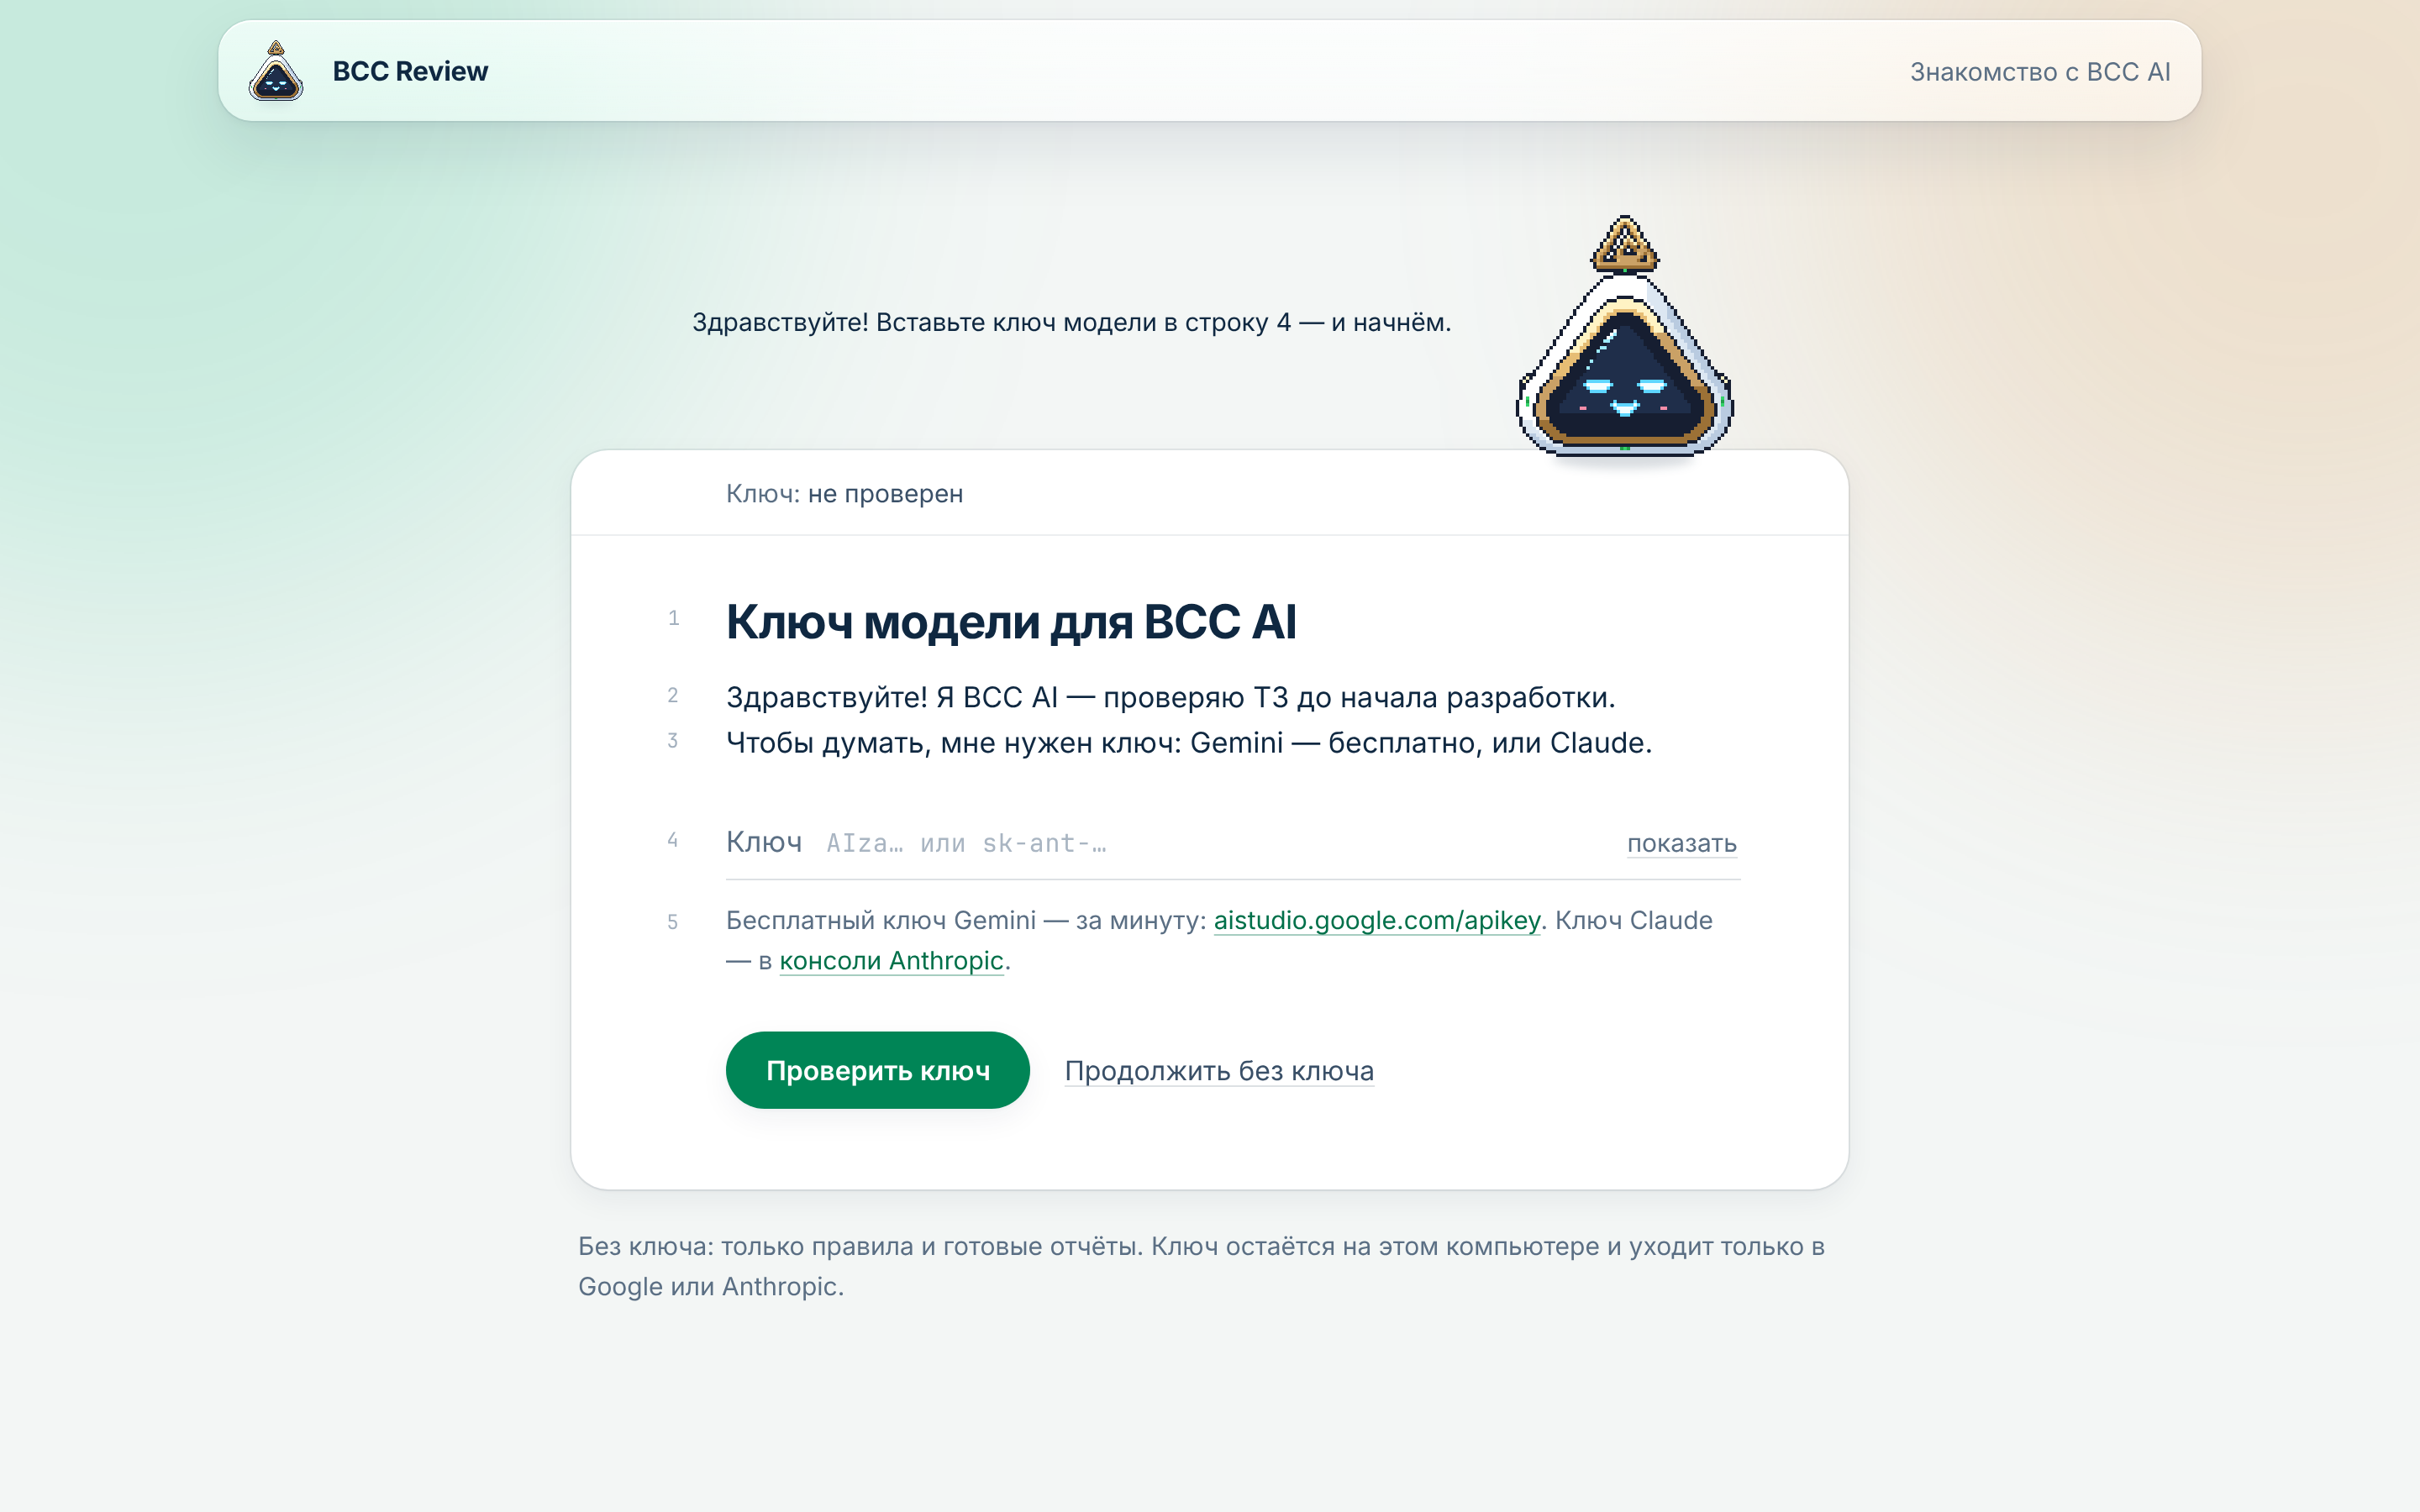 BCC Review
Знакомство с BCC AI
Здравствуйте! Вставьте ключ модели в строку 4 — и начнём.
Ключ: не проверен
1 Ключ модели для BCC AI
2 Здравствуйте! Я BCC AI — проверяю ТЗ до начала разработки.
3 Чтобы думать, мне нужен ключ: Gemini — бесплатно, или Claude.
4 Ключ AIza… или sk-ant-… показать
5 Бесплатный ключ Gemini — за минуту: aistudio.google.com/apikey. Ключ Claude
— в консоли Anthropic.
Проверить ключ Продолжить без ключа
Без ключа: только правила и готовые отчёты. Ключ остаётся на этом компьютере и уходит только в
Google или Anthropic.